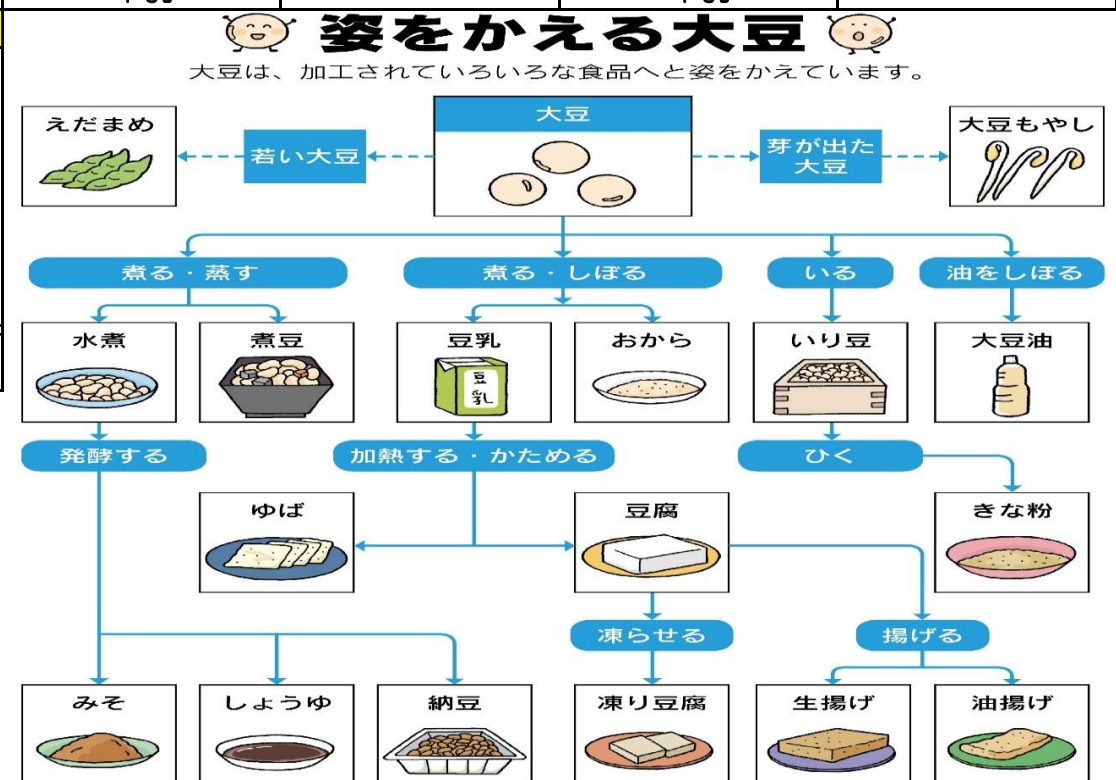 姿をかえる大豆
大豆は、加工されていろいろな食品へと姿をかえています。
えだまめ
若い大豆
大豆
芽が出た
大豆
大豆もやし
煮る・蒸す
煮る・しぼる
いる
油をしぼる
水煮
煮豆
豆乳
豆
乳
おから
いり豆
大豆油
発酵する
加熱する・かためる
ひく
ゆば
豆腐
きな粉
凍らせる
揚げる
みそ
しょうゆ
納豆
凍り豆腐
生揚げ
油揚げ